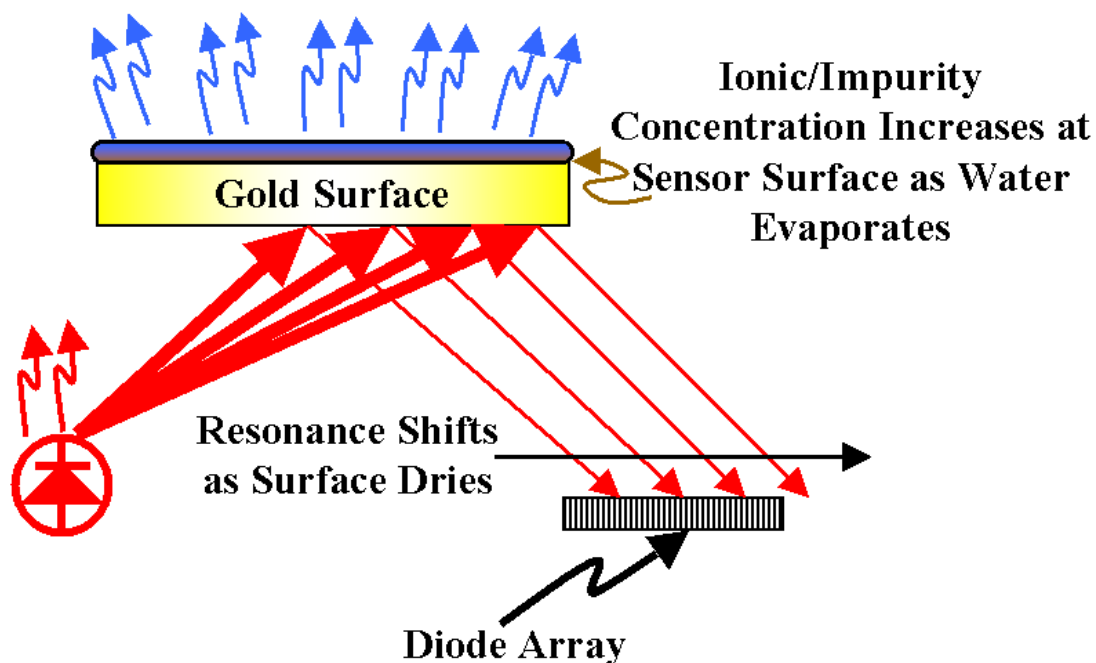 Ionic/Impurity
Concentration Increases at
Sensor Surface as Water
Evaporates
Gold Surface
Resonance Shifts
as Surface Dries
Diode Array